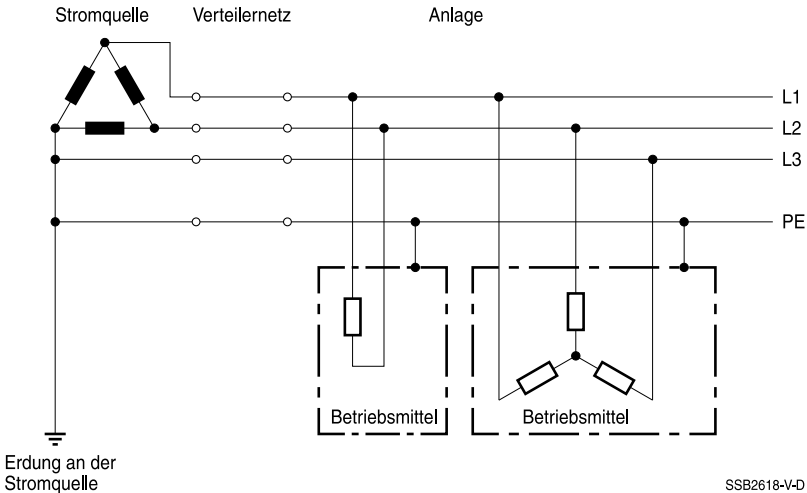 Stromquelle Verteilernetz Anlage
L1
L2
L3
PE
Betriebsmittel Betriebsmittel
Erdung an der
Stromquelle
SSB2618-V-D